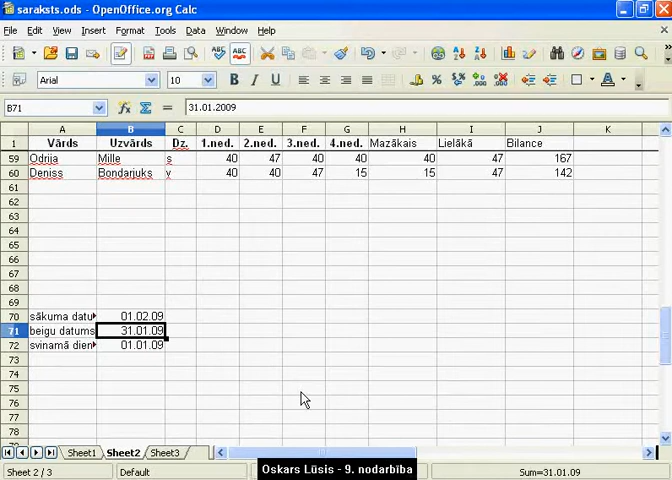 saraksts.ods - OpenOffice.org Calc
File Edit View Insert Format Tools Data Window Help
Arial 10
B71 31.01.2009
A B C D E F G H I J K
1 Vārds Uzvārds Dz. 1.ned. 2.ned. 3.ned. 4.ned. Mazākais Lielākā Bilance
59 Odrija Mille s 40 47 40 40 40 47 167
60 Deniss Bondarjuks v 40 40 47 15 15 47 142
61
62
63
64
65
66
67
68
69
70 sākuma datu 01.02.09
71 beigu datums 31.01.09
72 svinamā dien 01.01.09
73
74
75
76
77
78
Sheet1 Sheet2 Sheet3
Sheet 2 / 3 Default Sum=31.01.09
Oskars Lūsis - 9. nodarbība